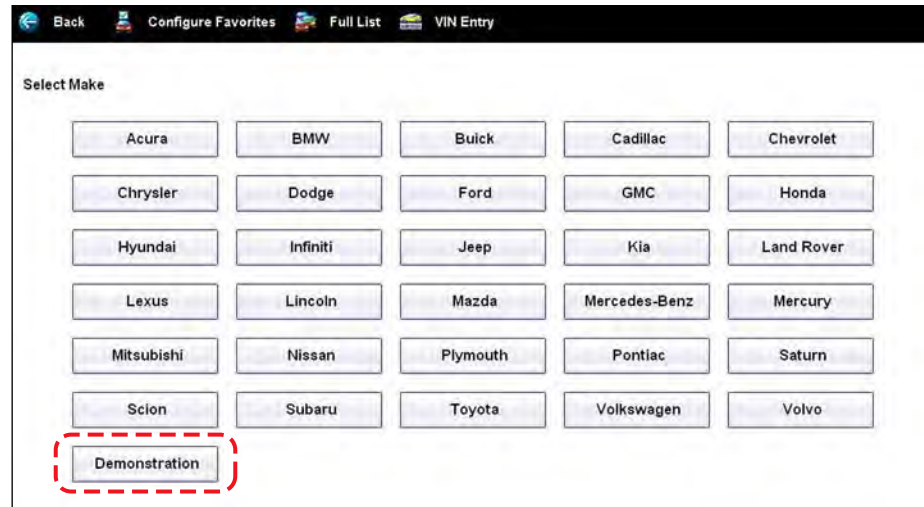 Back Configure Favorites Full List VIN Entry
Select Make
Acura BMW Buick Cadillac Chevrolet
Chrysler Dodge Ford GMC Honda
Hyundai Infiniti Jeep Kia Land Rover
Lexus Lincoln Mazda Mercedes-Benz Mercury
Mitsubishi Nissan Plymouth Pontiac Saturn
Scion Subaru Toyota Volkswagen Volvo
Demonstration